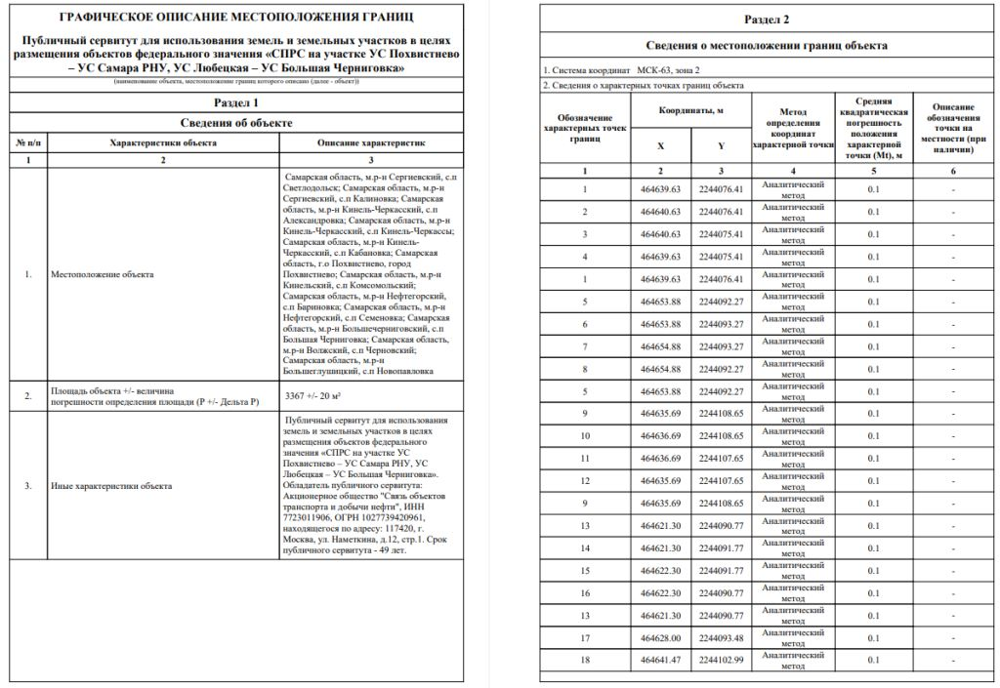 ГРАФИЧЕСКОЕ ОПИСАНИЕ МЕСТОПОЛОЖЕНИЯ ГРАНИЦ
Публичный сервитут для использования земель и земельных участков в целях
размещения объектов федерального значения «СПРС на участке УС Похвистнево
– УС Самара РНУ, УС Любецкая – УС Большая Черниговка»
(наименование объекта, местоположение границ которого описано (далее - объект))
Раздел 1
Сведения об объекте
№ п/п Характеристики объекта Описание характеристик
1 2 3
1. Местоположение объекта
Самарская область, м.р-н Сергиевский, с.п
Светлодольск; Самарская область, м.р-н
Сергиевский, с.п Калиновка; Самарская
область, м.р-н Кинель-Черкасский, с.п
Александровка; Самарская область, м.р-н
Кинель-Черкасский, с.п Кинель-Черкассы;
Самарская область, м.р-н Кинель-
Черкасский, с.п Кабановка; Самарская
область, г.о Похвистнево, город
Похвистнево; Самарская область, м.р-н
Кинельский, с.п Комсомольский;
Самарская область, м.р-н Нефтегорский,
с.п Бариновка; Самарская область, м.р-н
Нефтегорский, с.п Семеновка; Самарская
область, м.р-н Большечерниговский, с.п
Большая Черниговка; Самарская область,
м.р-н Волжский, с.п Черновский;
Самарская область, м.р-н
Большеглушицкий, с.п Новопавловка
2. Площадь объекта +/- величина
погрешности определения площади (Р +/- Дельта Р) 3367 +/- 20 м²
3. Иные характеристики объекта
Публичный сервитут для использования
земель и земельных участков в целях
размещения объектов федерального
значения «СПРС на участке УС
Похвистнево – УС Самара РНУ, УС
Любецкая – УС Большая Черниговка».
Обладатель публичного сервитута:
Акционерное общество "Связь объектов
транспорта и добычи нефти", ИНН
7723011906, ОГРН 1027739420961,
находящегося по адресу: 117420, г.
Москва, ул. Наметкина, д.12, стр.1. Срок
публичного сервитута - 49 лет.
Раздел 2
Сведения о местоположении границ объекта
1. Система координат МСК-63, зона 2
2. Сведения о характерных точках границ объекта
Обозначение
характерных точек
границ
Координаты, м
X Y
Метод
определения
координат
характерной точки
Средняя
квадратическая
погрешность
положения
характерной
точки (Mt), м
Описание
обозначения
точки на
местности (при
наличии)
1 2 3 4 5 6
1 464639.63 2244076.41 Аналитический метод 0.1 -
2 464640.63 2244076.41 Аналитический метод 0.1 -
3 464640.63 2244075.41 Аналитический метод 0.1 -
4 464639.63 2244075.41 Аналитический метод 0.1 -
1 464639.63 2244076.41 Аналитический метод 0.1 -
5 464653.88 2244092.27 Аналитический метод 0.1 -
6 464653.88 2244093.27 Аналитический метод 0.1 -
7 464654.88 2244093.27 Аналитический метод 0.1 -
8 464654.88 2244092.27 Аналитический метод 0.1 -
5 464653.88 2244092.27 Аналитический метод 0.1 -
9 464635.69 2244108.65 Аналитический метод 0.1 -
10 464636.69 2244108.65 Аналитический метод 0.1 -
11 464636.69 2244107.65 Аналитический метод 0.1 -
12 464635.69 2244107.65 Аналитический метод 0.1 -
9 464635.69 2244108.65 Аналитический метод 0.1 -
13 464621.30 2244090.77 Аналитический метод 0.1 -
14 464621.30 2244091.77 Аналитический метод 0.1 -
15 464622.30 2244091.77 Аналитический метод 0.1 -
16 464622.30 2244090.77 Аналитический метод 0.1 -
13 464621.30 2244090.77 Аналитический метод 0.1 -
17 464628.00 2244093.48 Аналитический метод 0.1 -
18 464641.47 2244102.99 Аналитический метод 0.1 -